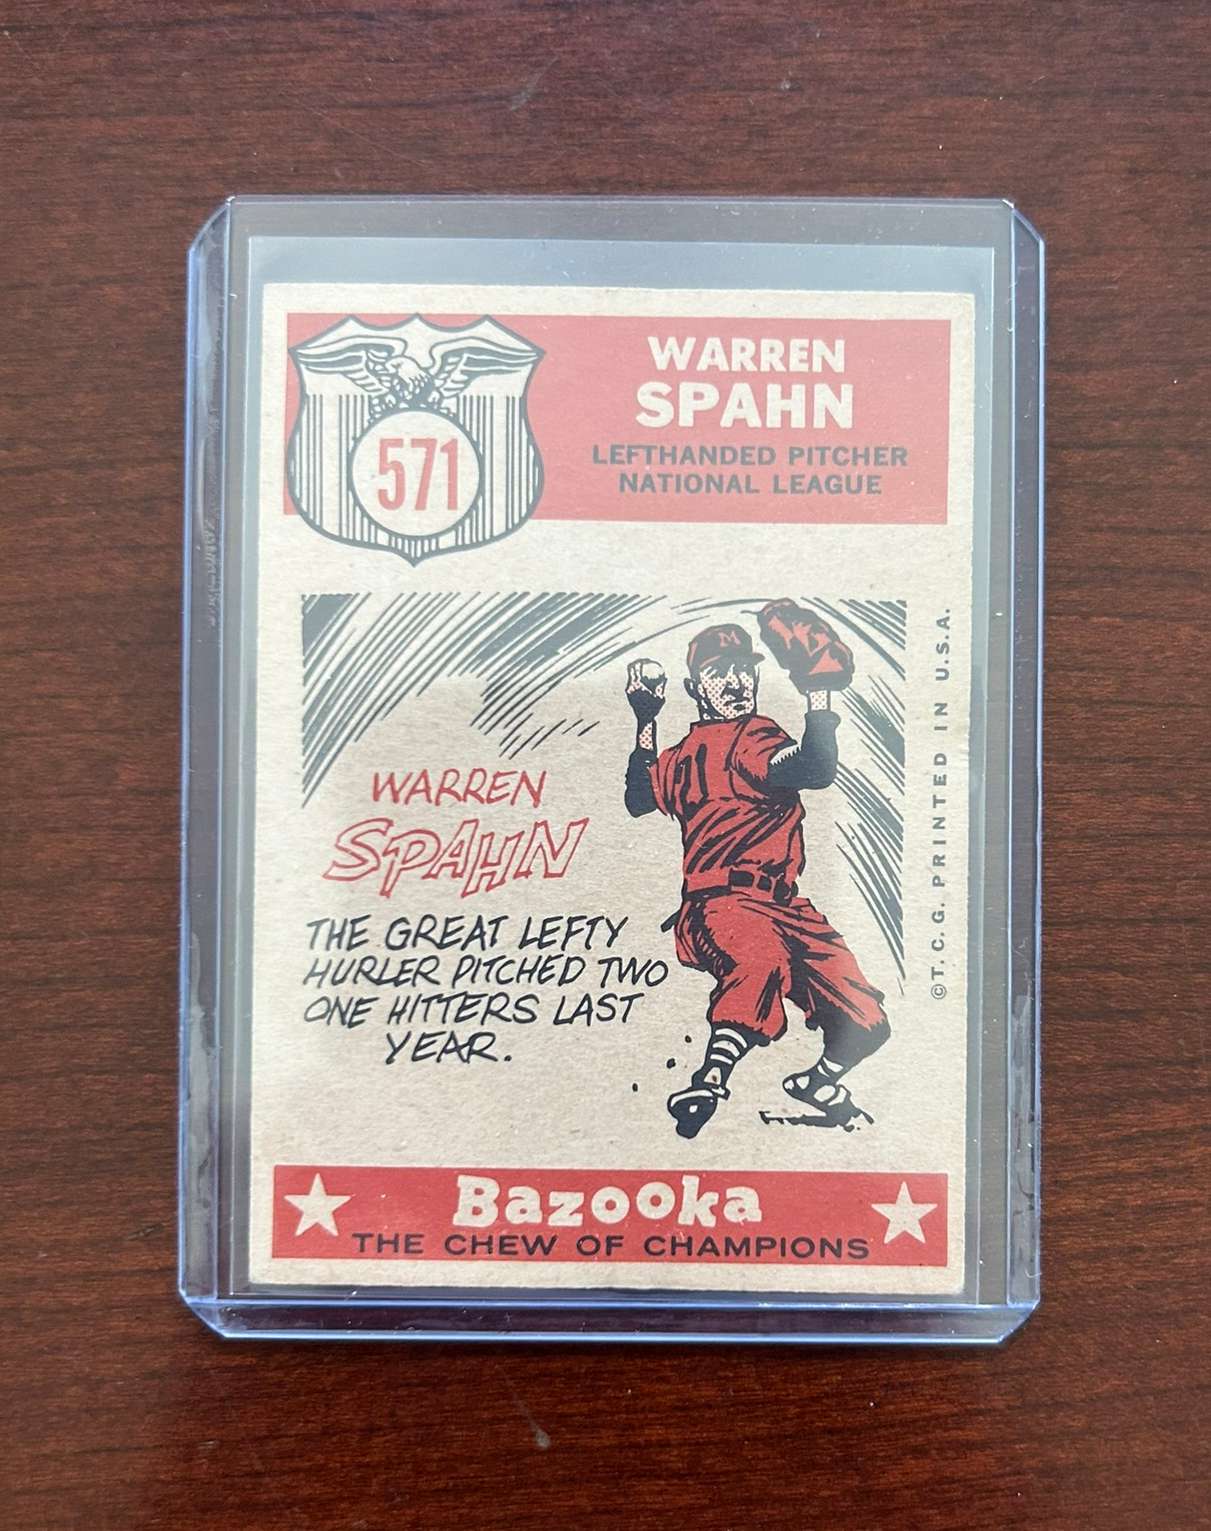 571
WARREN
SPAHN
LEFTHANDED PITCHER
NATIONAL LEAGUE
M
WARREN
SPAHN
THE GREAT LEFTY
HURLER PITCHED TWO
ONE HITTERS LAST
YEAR.
© T. C. G. PRINTED IN U.S.A.
Bazooka
THE CHEW OF CHAMPIONS